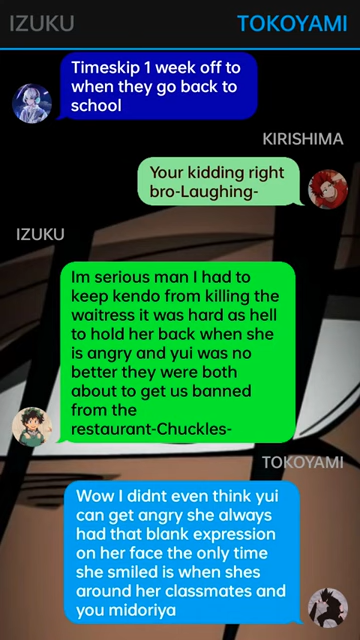 IZUKU
TOKOYAMI
Timeskip 1 week off to
when they go back to
school
KIRISHIMA
Your kidding right
bro-Laughing-
IZUKU
Im serious man I had to
keep kendo from killing the
waitress it was hard as hell
to hold her back when she
is angry and yui was no
better they were both
about to get us banned
from the
restaurant-Chuckles-
TOKOYAMI
Wow I didnt even think yui
can get angry she always
had that blank expression
on her face the only time
she smiled is when shes
around her classmates and
you midoriya